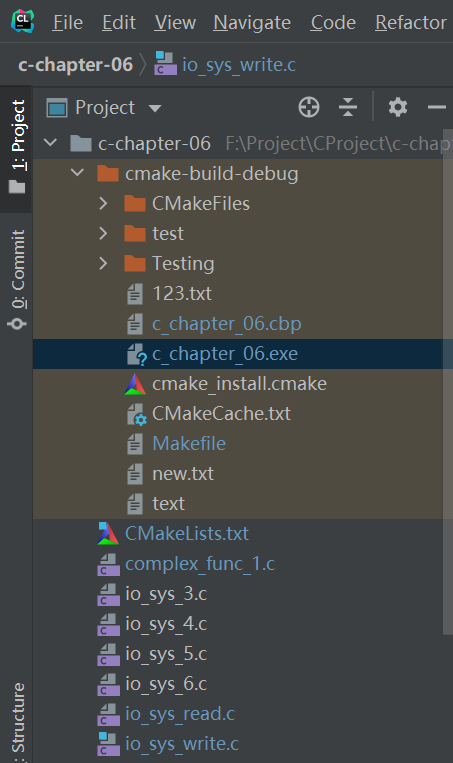 CL File Edit View Navigate Code Refactor
c-chapter-06 io_sys_write.c
1: Project
Project
c-chapter-06 F:\Project\CProject\c-chap
cmake-build-debug
CMakeFiles
test
Testing
0: Commit
123.txt
c_chapter_06.cbp
c_chapter_06.exe
cmake_install.cmake
CMakeCache.txt
Makefile
new.txt
text
CMakeLists.txt
complex_func_1.c
io_sys_3.c
io_sys_4.c
io_sys_5.c
io_sys_6.c
: Structure
io_sys_read.c
io_sys_write.c